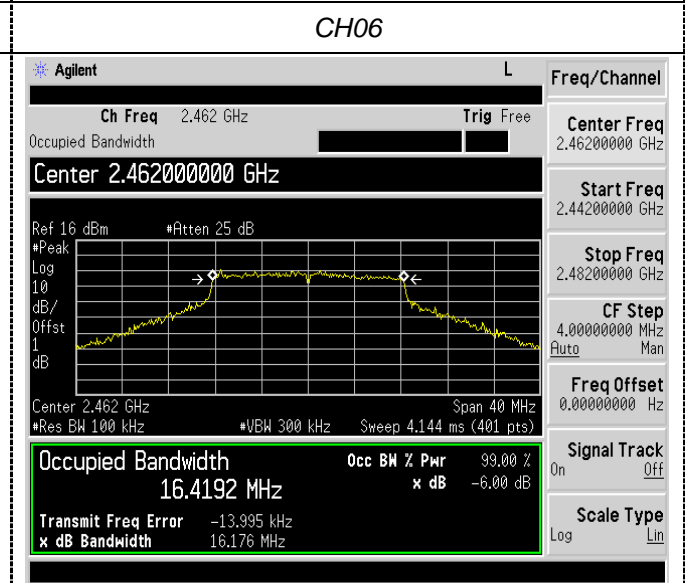 CH06
Agilent L
Freq/Channel
Ch Freq 2.462 GHz Trig Free
Occupied Bandwidth
Center 2.462000000 GHz
Ref 16 dBm #Atten 25 dB
#Peak
Log
10
dB/
Offst
1
dB
Center 2.462 GHz Span 40 MHz
#Res BW 100 kHz #VBW 300 kHz Sweep 4.144 ms (401 pts)
Occupied Bandwidth Occ BW % Pwr 99.00 %
16.4192 MHz x dB -6.00 dB
Transmit Freq Error -13.995 kHz
x dB Bandwidth 16.176 MHz
Center Freq
2.46200000 GHz
Start Freq
2.44200000 GHz
Stop Freq
2.48200000 GHz
CF Step
4.00000000 MHz
Auto Man
Freq Offset
0.00000000 Hz
Signal Track
On Off
Scale Type
Log Lin